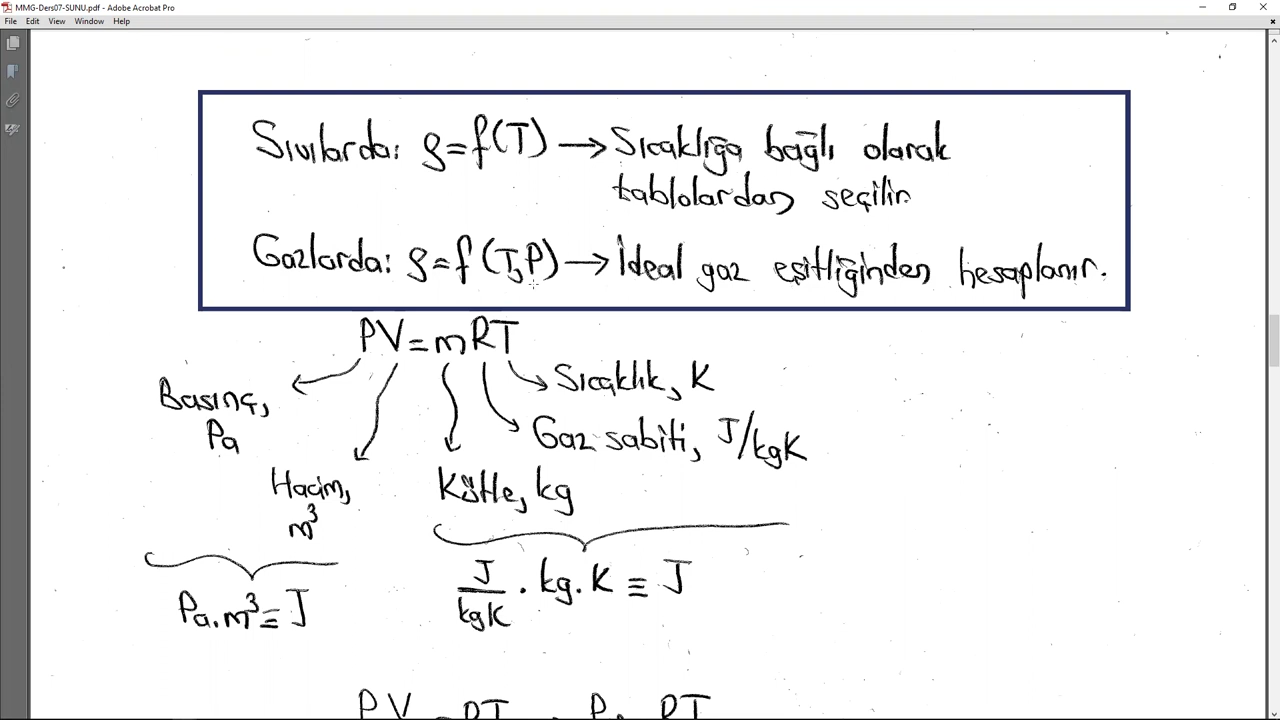 MMG-Ders07-SUNU.pdf - Adobe Acrobat Pro
File Edit View Window Help
Sıvılarda: ρ=f(T) → Sıcaklığa bağlı olarak
tablolardan seçilir
Gazlarda: ρ=f(T,P) → İdeal gaz eşitliğinden hesaplanır.
PV=mRT
Basınç,
Pa
Hacim,
m³
Kütle, kg
Gaz sabiti, J/kgK
Sıcaklık, K
Pa.m³≡J
J/kgK . kg.K ≡ J